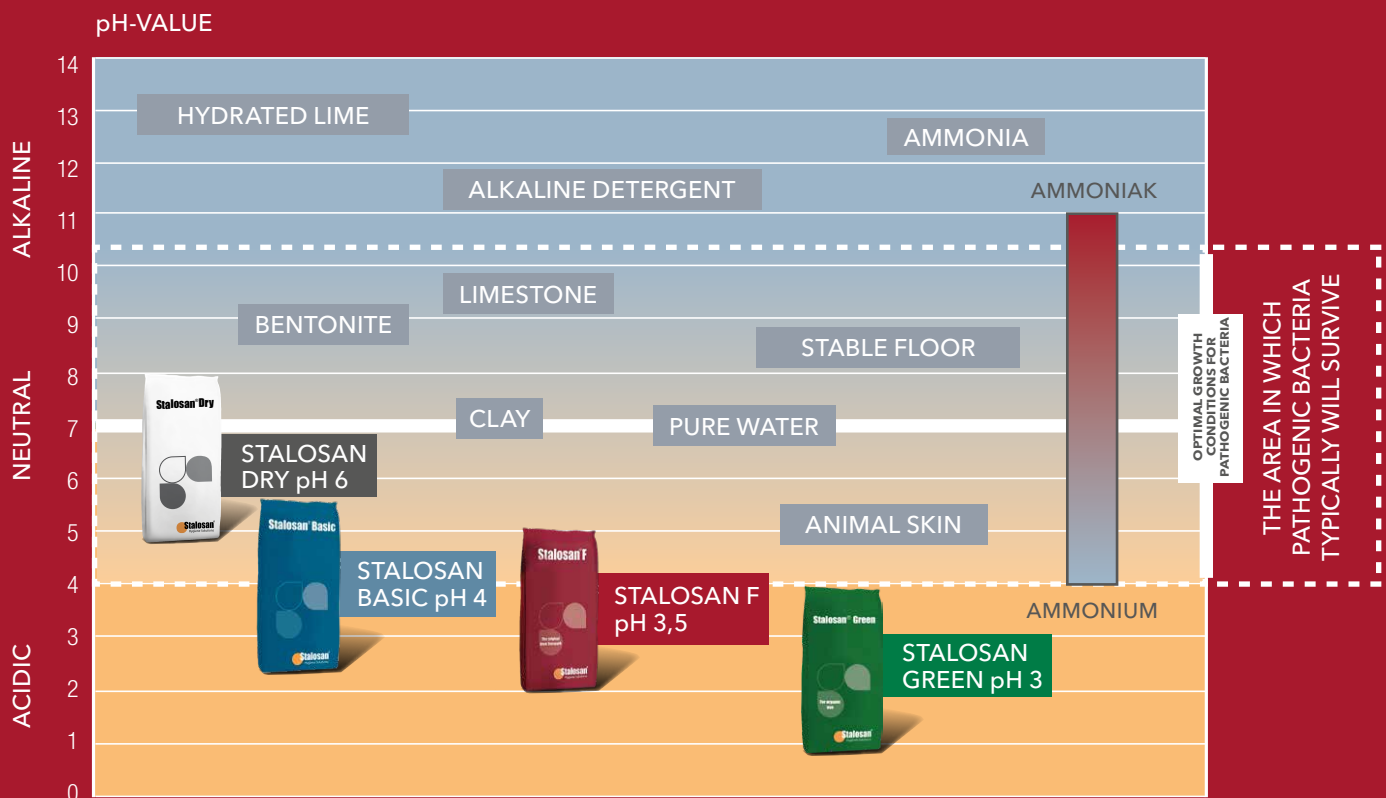 pH-VALUE
14
13
12
11
10
9
8
7
6
5
4
3
2
1
0
ALKALINE
NEUTRAL
ACIDIC
HYDRATED LIME
AMMONIA
ALKALINE DETERGENT
AMMONIAK
LIMESTONE
BENTONITE
STABLE FLOOR
CLAY
PURE WATER
Stalosan® Dry
Stalosan®
STALOSAN
DRY pH 6
ANIMAL SKIN
Stalosan® Basic
Stalosan®
STALOSAN
BASIC pH 4
Stalosan® F
Stalosan®
STALOSAN F
pH 3,5
AMMONIUM
Stalosan® Green
For organic
use
Stalosan®
STALOSAN
GREEN pH 3
OPTIMAL GROWTH
CONDITIONS FOR
PATHOGENIC BACTERIA
THE AREA IN WHICH
PATHOGENIC BACTERIA
TYPICALLY WILL SURVIVE